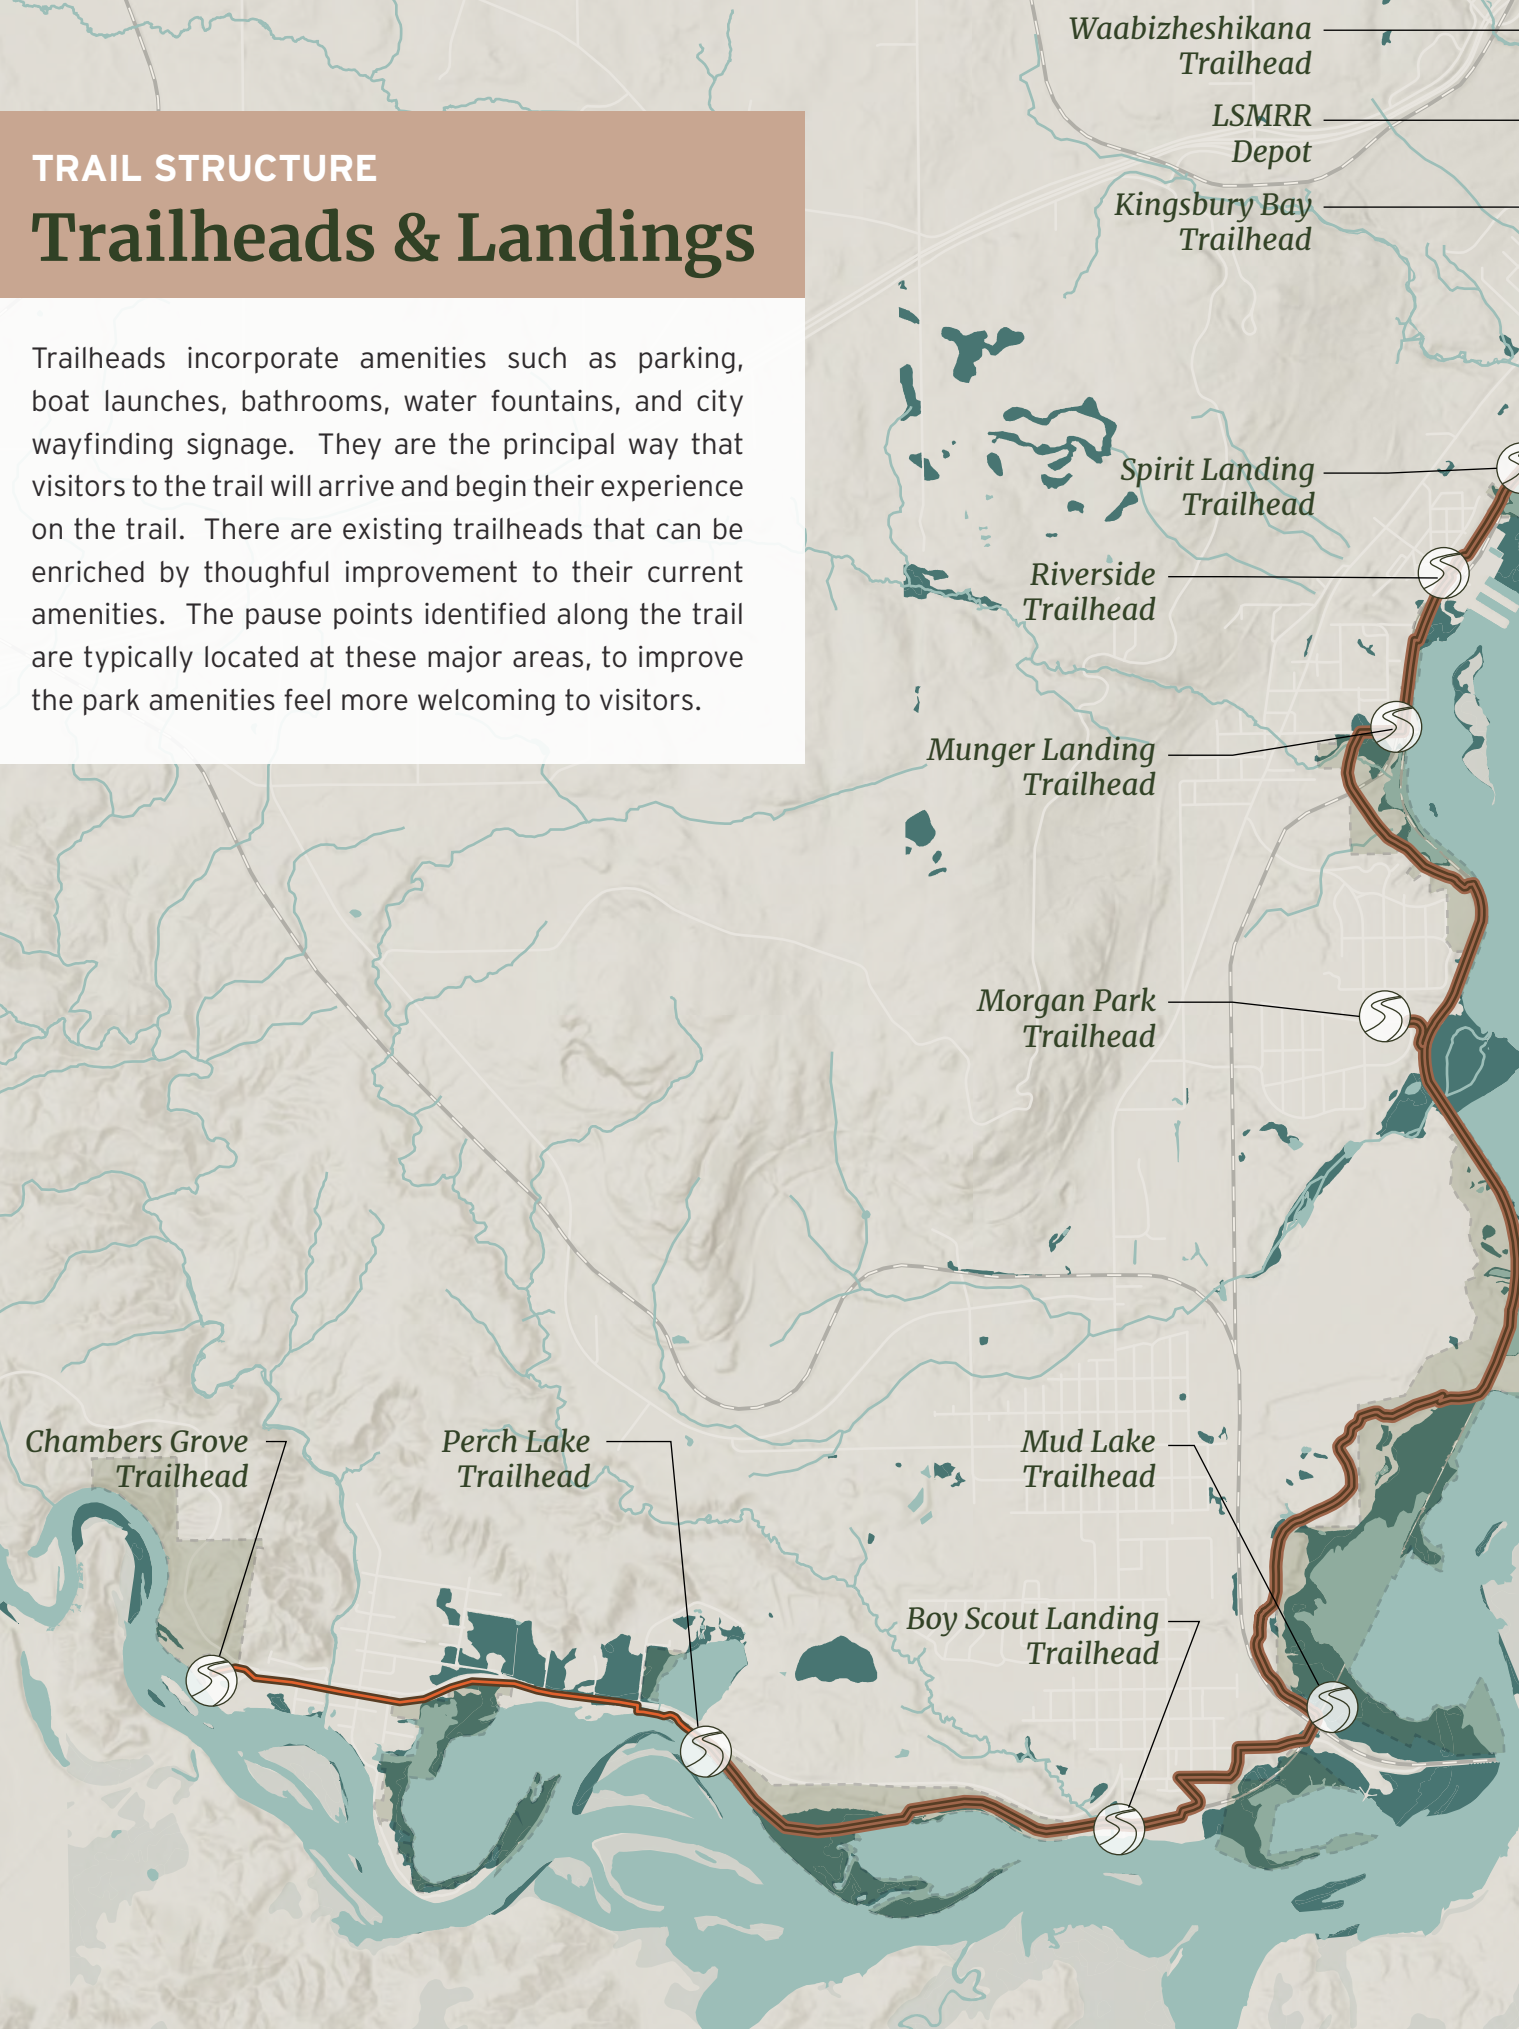 TRAIL STRUCTURE
Trailheads & Landings
Trailheads incorporate amenities such as parking,
boat launches, bathrooms, water fountains, and city
wayfinding signage. They are the principal way that
visitors to the trail will arrive and begin their experience
on the trail. There are existing trailheads that can be
enriched by thoughtful improvement to their current
amenities. The pause points identified along the trail
are typically located at these major areas, to improve
the park amenities feel more welcoming to visitors.
Waabizheshikana
Trailhead
LSMRR
Depot
Kingsbury Bay
Trailhead
Spirit Landing
Trailhead
Riverside
Trailhead
Munger Landing
Trailhead
Morgan Park
Trailhead
Chambers Grove
Trailhead
Perch Lake
Trailhead
Mud Lake
Trailhead
Boy Scout Landing
Trailhead